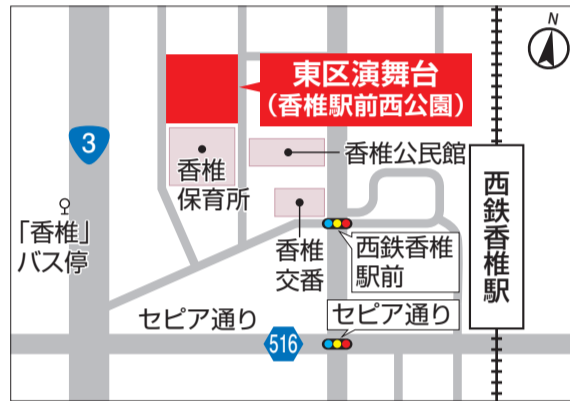 N
東区演舞台
（香椎駅前西公園）
3
香椎
保育所
香椎公民館
「香椎」
バス停
香椎
交番
西鉄香椎
駅前
西鉄香椎駅
セピア通り
セピア通り
516